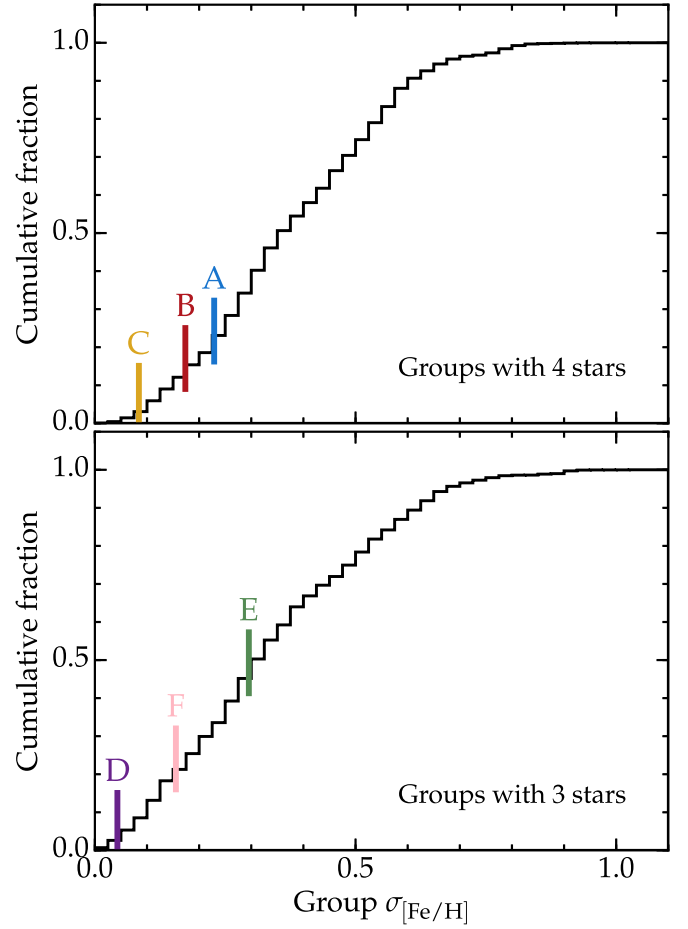 1.0
0.5
0.0
Cumulative fraction
A
B
C
Groups with 4 stars
1.0
0.5
0.0
Cumulative fraction
E
F
D
Groups with 3 stars
0.0 0.5 1.0
Group σ[Fe/H]